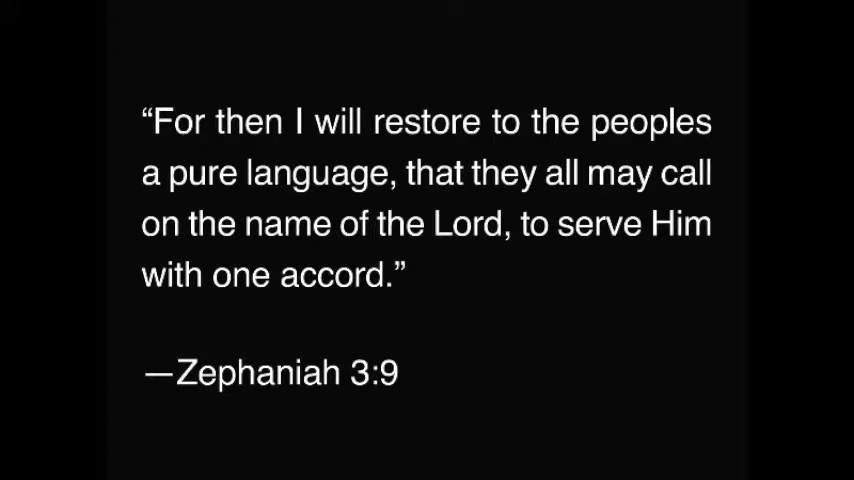 “For then I will restore to the peoples
a pure language, that they all may call
on the name of the Lord, to serve Him
with one accord.”
—Zephaniah 3:9